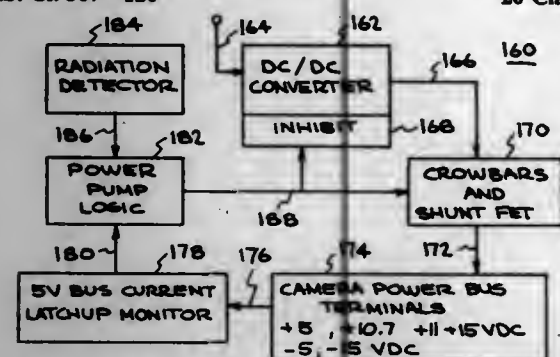 184
164
162
160
RADIATION
DETECTOR
DC/DC
CONVERTER
166
186
182
INHIBIT
168
170
POWER
PUMP
LOGIC
188
CROWBARS
AND
SHUNT FET
180
178
176
174
172
5V BUS CURRENT
LATCHUP MONITOR
CAMERA POWER BUS
TERMINALS
+5 , +10.7 +11 +15VDC
-5, -15 VDC